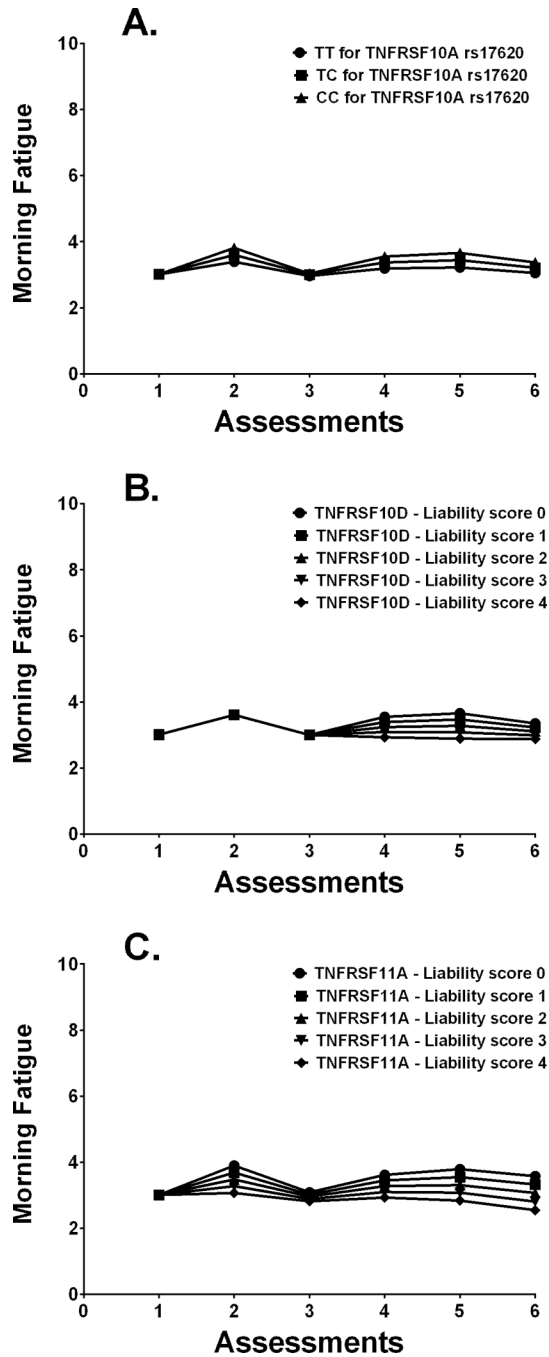 A.
TT for TNFRSF10A rs17620
TC for TNFRSF10A rs17620
CC for TNFRSF10A rs17620
Morning Fatigue
10
8
6
4
2
0
0 1 2 3 4 5 6
Assessments
B.
TNFRSF10D - Liability score 0
TNFRSF10D - Liability score 1
TNFRSF10D - Liability score 2
TNFRSF10D - Liability score 3
TNFRSF10D - Liability score 4
Morning Fatigue
10
8
6
4
2
0
0 1 2 3 4 5 6
Assessments
C.
TNFRSF11A - Liability score 0
TNFRSF11A - Liability score 1
TNFRSF11A - Liability score 2
TNFRSF11A - Liability score 3
TNFRSF11A - Liability score 4
Morning Fatigue
10
8
6
4
2
0
0 1 2 3 4 5 6
Assessments